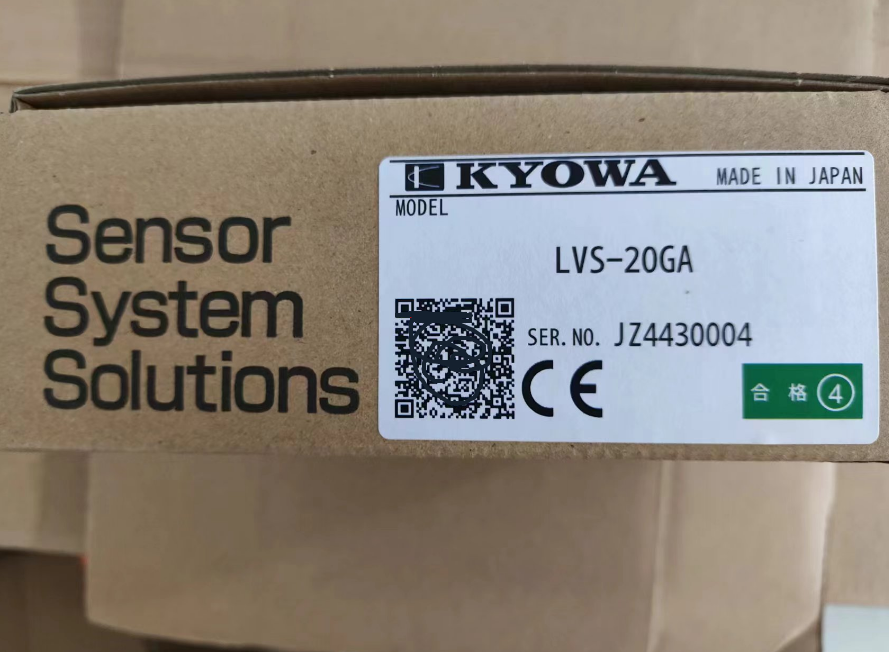 Sensor
System
Solutions
KYOWA MADE IN JAPAN
MODEL
LVS-20GA
SER. NO. JZ4430004
CE
合格④